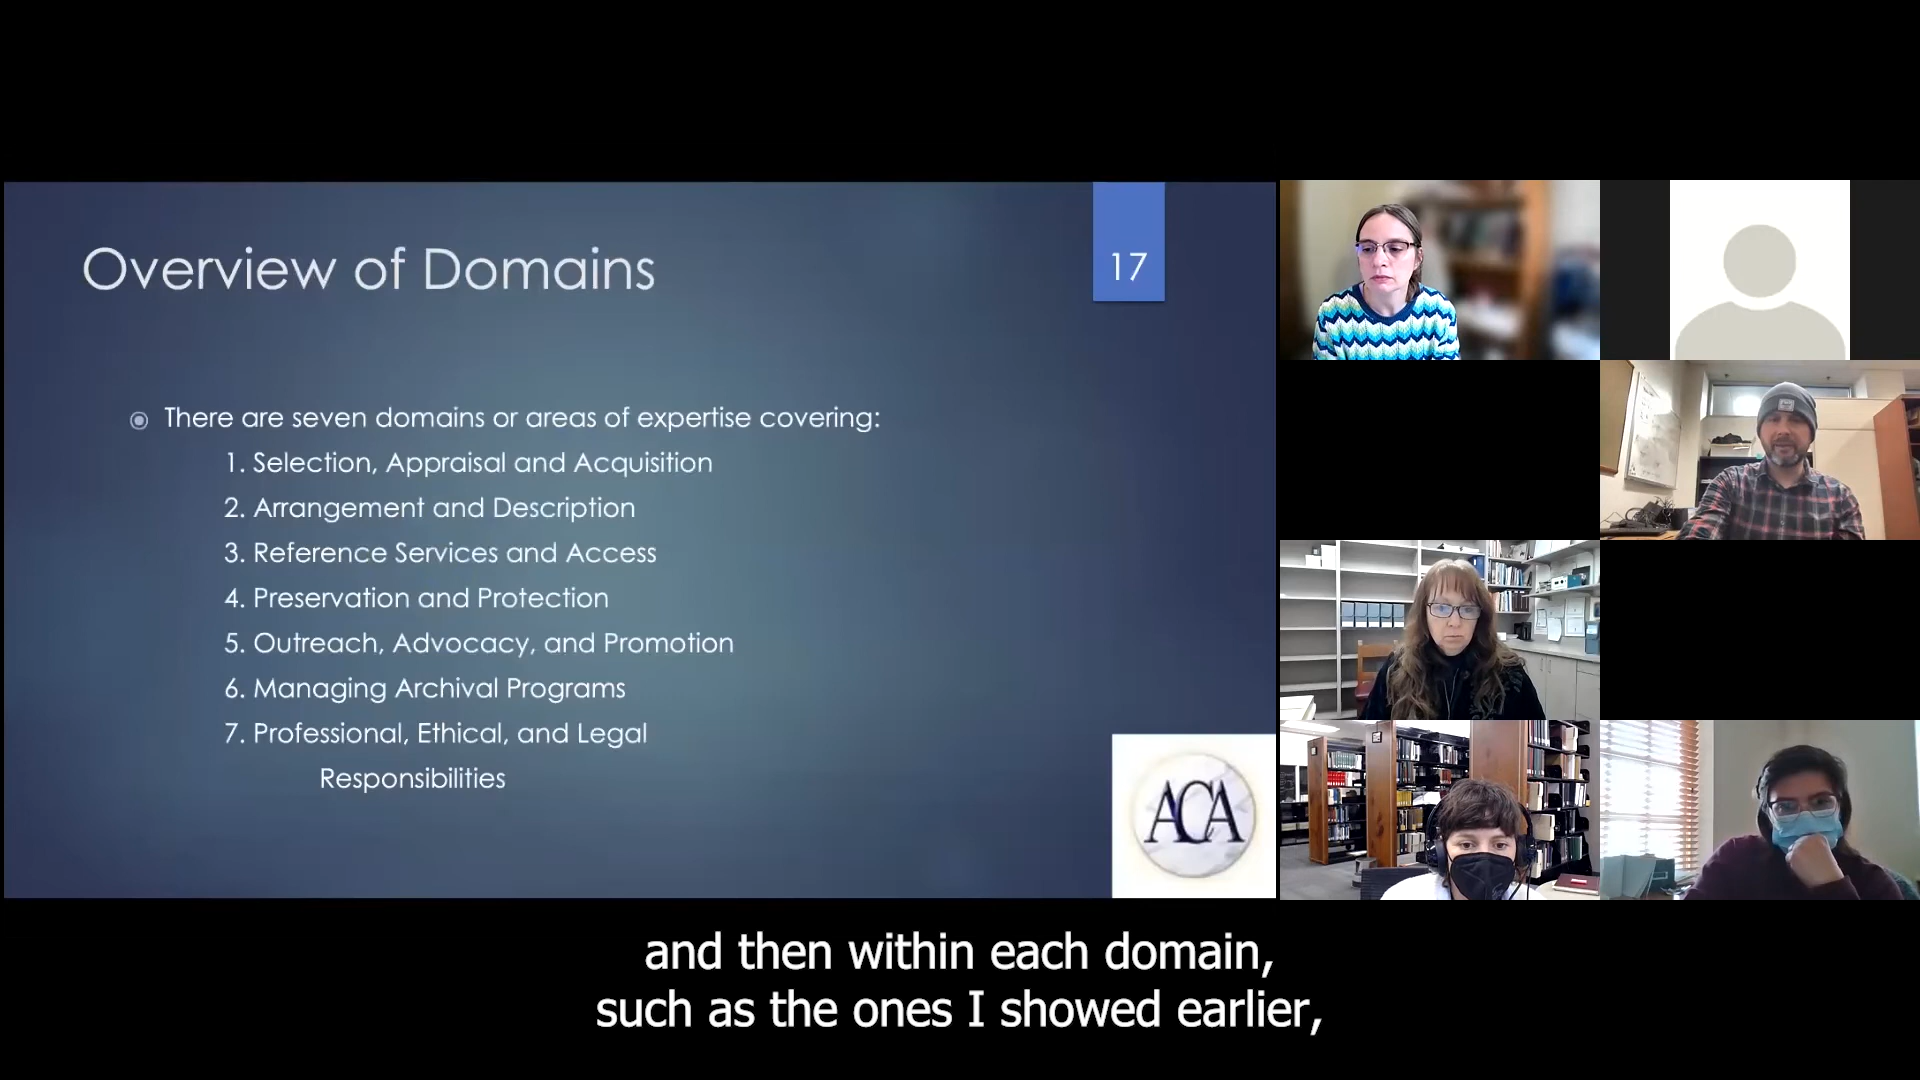 Overview of Domains
17
There are seven domains or areas of expertise covering:
1. Selection, Appraisal and Acquisition
2. Arrangement and Description
3. Reference Services and Access
4. Preservation and Protection
5. Outreach, Advocacy, and Promotion
6. Managing Archival Programs
7. Professional, Ethical, and Legal
Responsibilities
ACA
and then within each domain,
such as the ones I showed earlier,